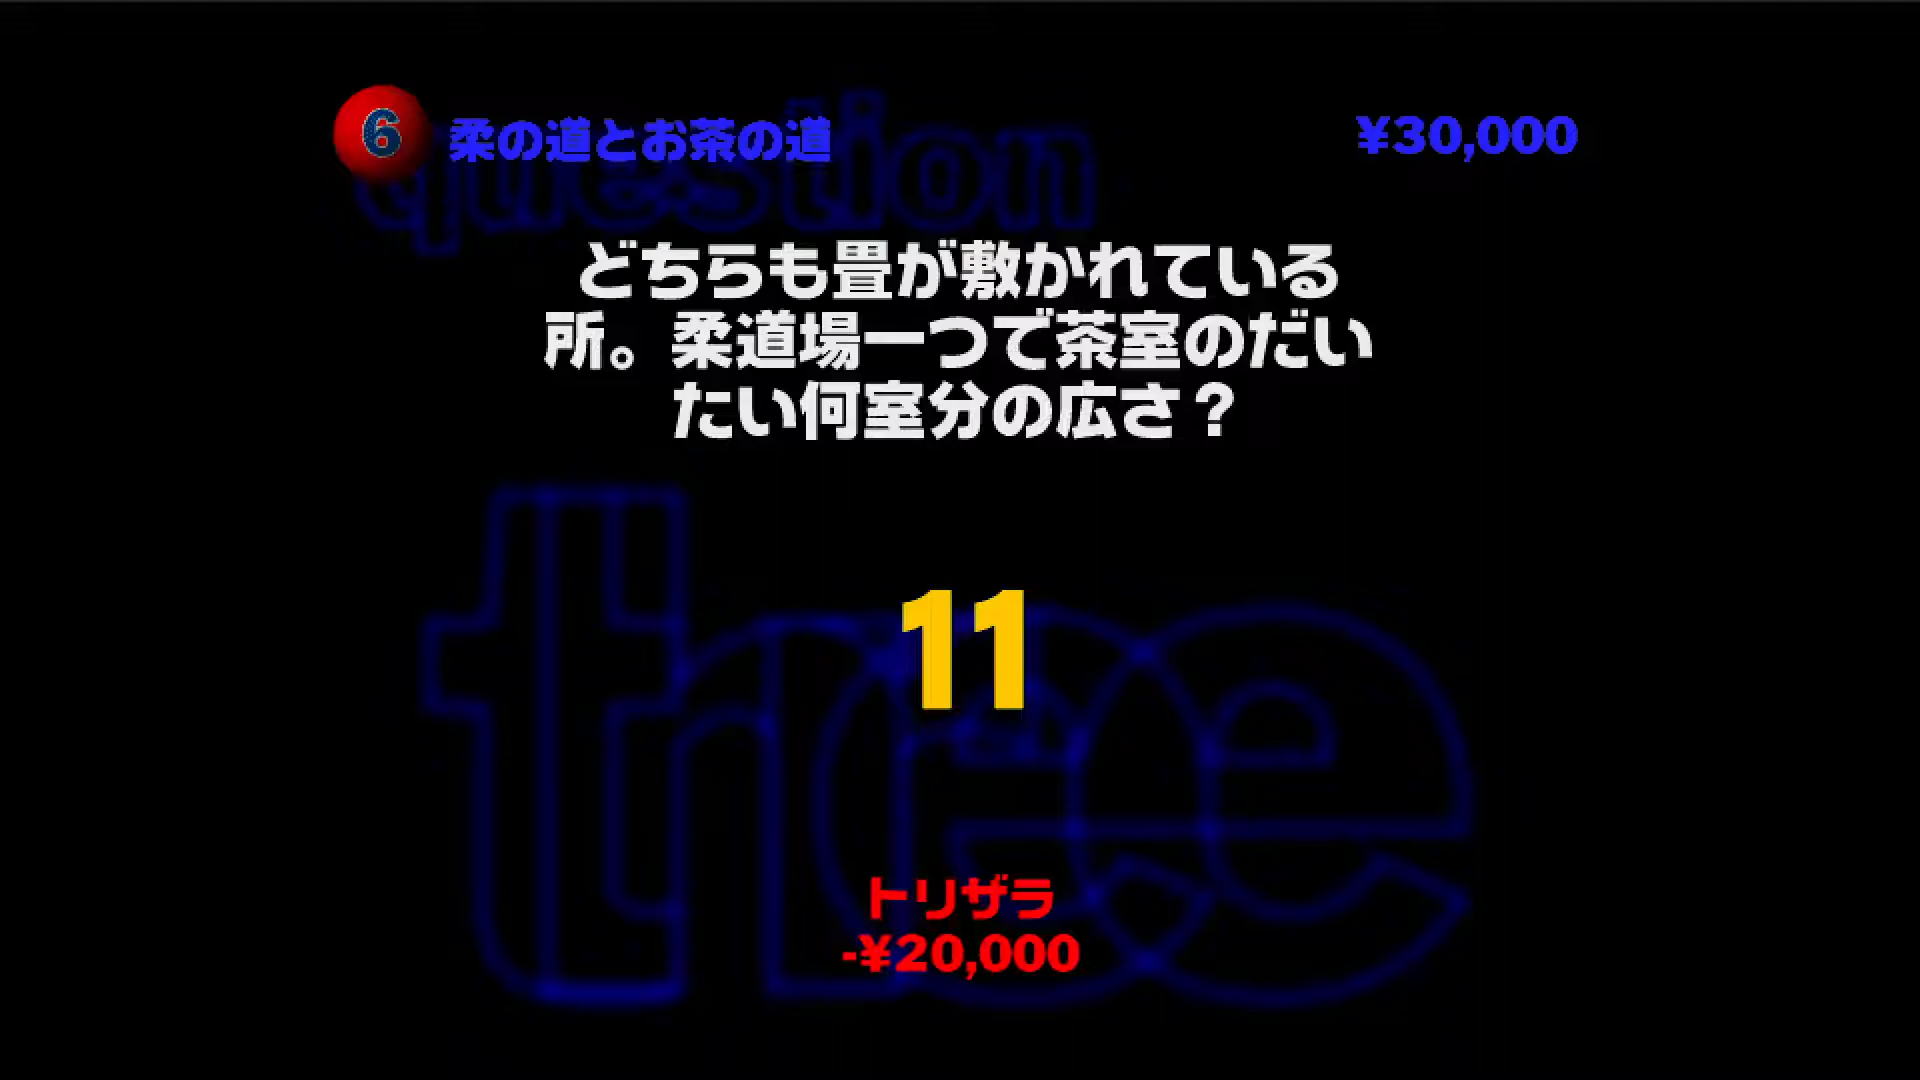 question
6 柔の道とお茶の道 ¥30,000
どちらも畳が敷かれている
所。柔道場一つで茶室のだい
たい何室分の広さ？
11
トリザラ
-¥20,000